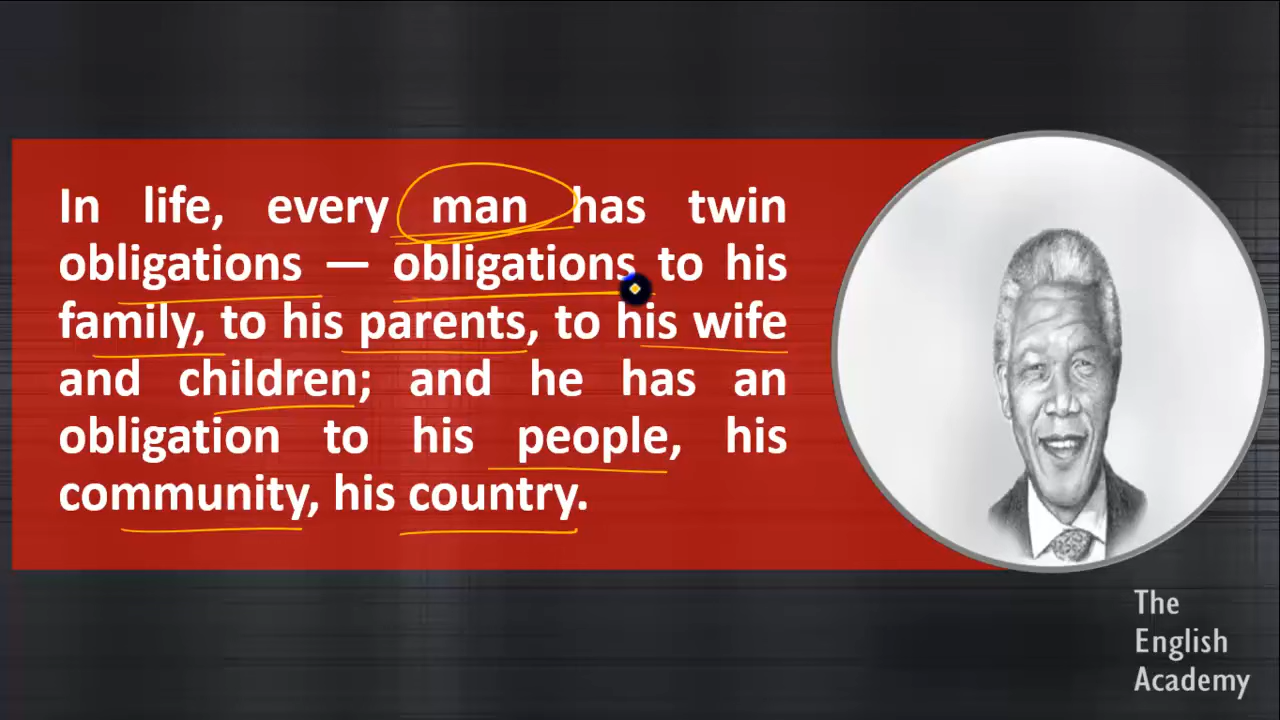 In life, every man has twin
obligations — obligations to his
family, to his parents, to his wife
and children; and he has an
obligation to his people, his
community, his country.
The
English
Academy